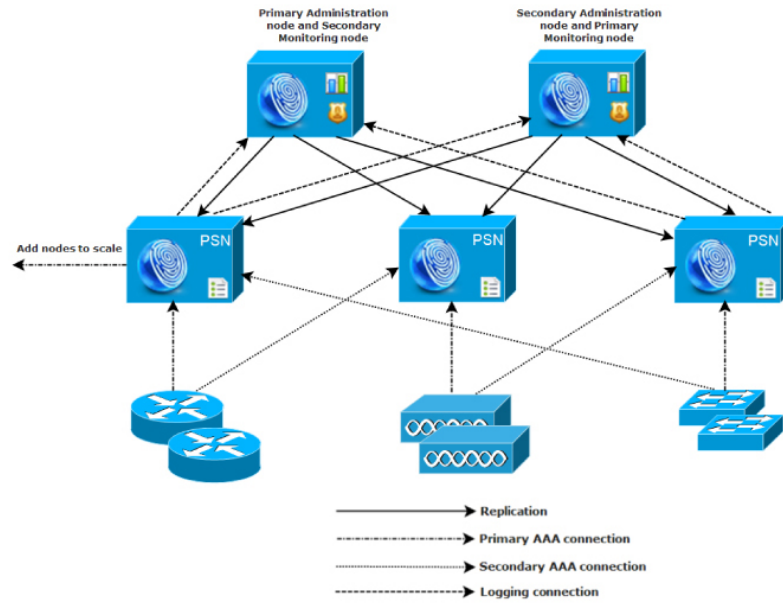 Primary Administration
node and Secondary
Monitoring node
Secondary Administration
node and Primary
Monitoring node
PSN
PSN
PSN
Add nodes to scale
Replication
Primary AAA connection
Secondary AAA connection
Logging connection